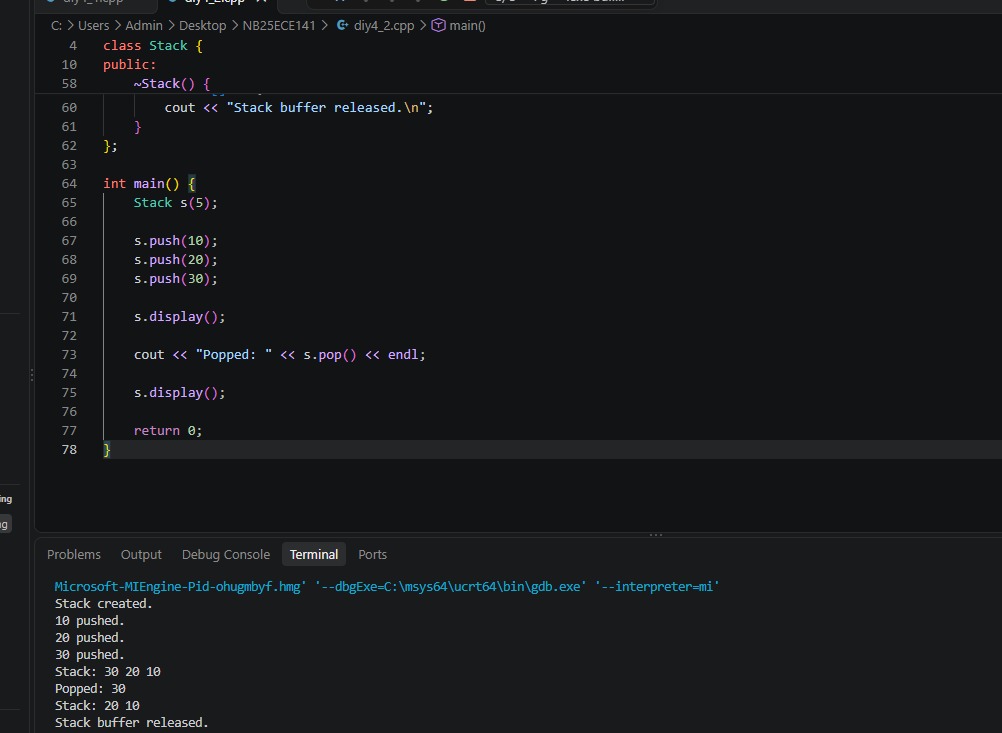 C: > Users > Admin > Desktop > NB25ECE141 > diy4_2.cpp > main()
4 class Stack {
10 public:
58 ~Stack() {
60 cout << "Stack buffer released.\n";
61 }
62 };
63
64 int main() {
65 Stack s(5);
66
67 s.push(10);
68 s.push(20);
69 s.push(30);
70
71 s.display();
72
73 cout << "Popped: " << s.pop() << endl;
74
75 s.display();
76
77 return 0;
78 }
ing
ng
Problems Output Debug Console Terminal Ports
Microsoft-MIEngine-Pid-ohugmbyf.hmg' '--dbgExe=C:\msys64\ucrt64\bin\gdb.exe' '--interpreter=mi'
Stack created.
10 pushed.
20 pushed.
30 pushed.
Stack: 30 20 10
Popped: 30
Stack: 20 10
Stack buffer released.